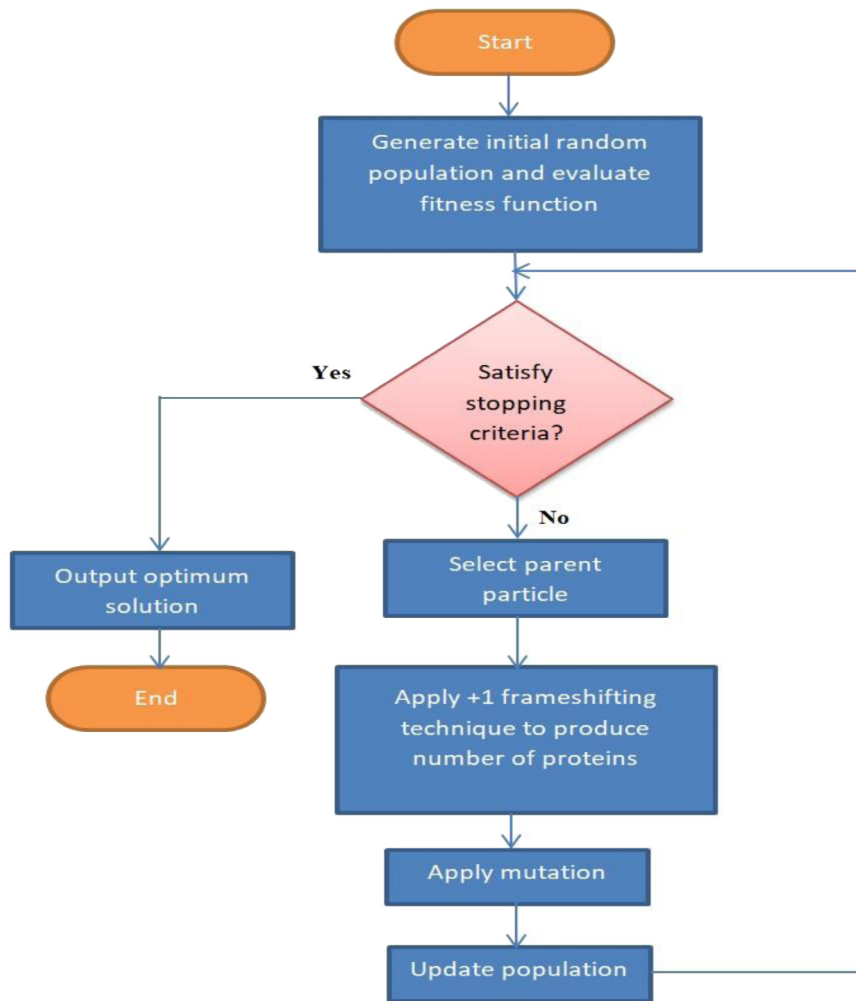 Start
Generate initial random
population and evaluate
fitness function
Yes
Satisfy
stopping
criteria?
No
Output optimum
solution
Select parent
particle
End
Apply +1 frameshifting
technique to produce
number of proteins
Apply mutation
Update population